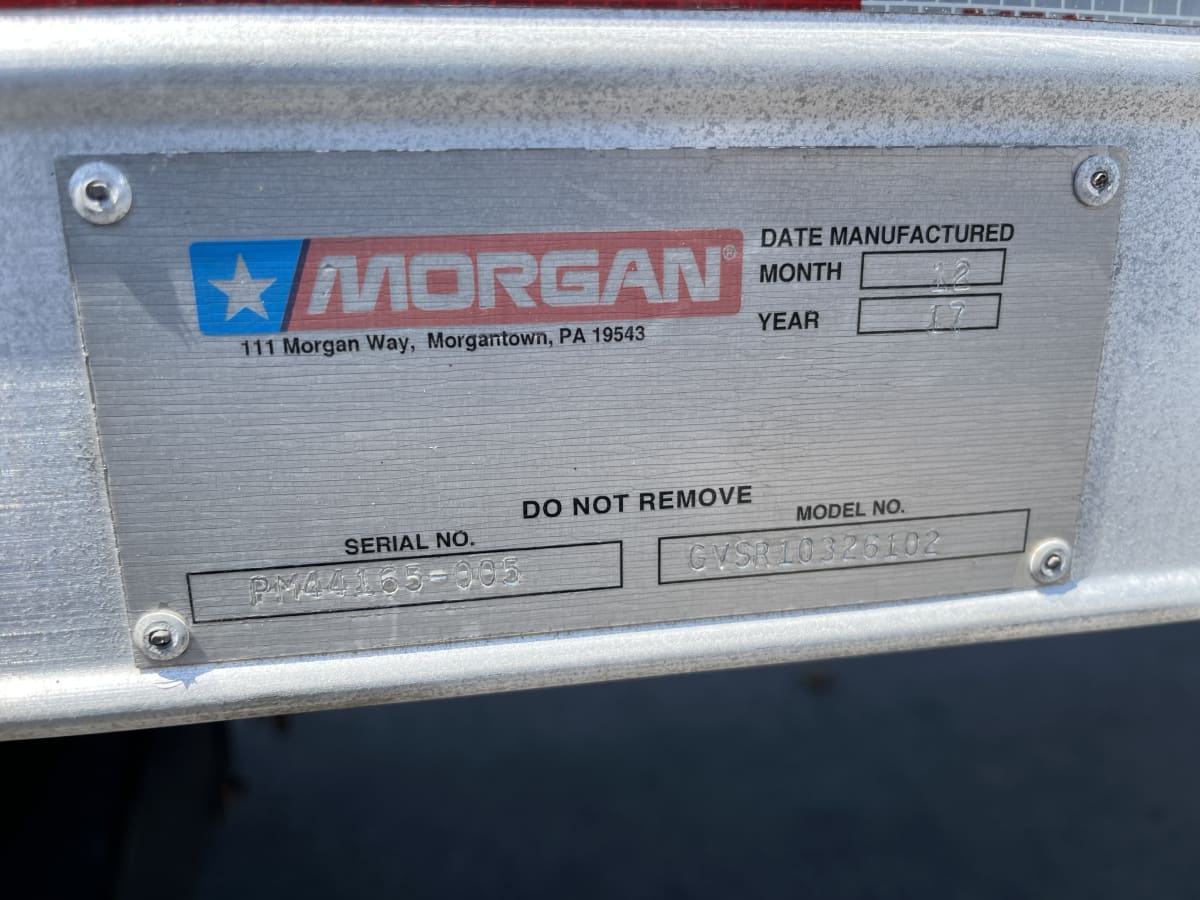 MORGAN®
111 Morgan Way, Morgantown, PA 19543
DATE MANUFACTURED
MONTH 12
YEAR 17
DO NOT REMOVE
SERIAL NO.
PM44165-005
MODEL NO.
GVSR10326102